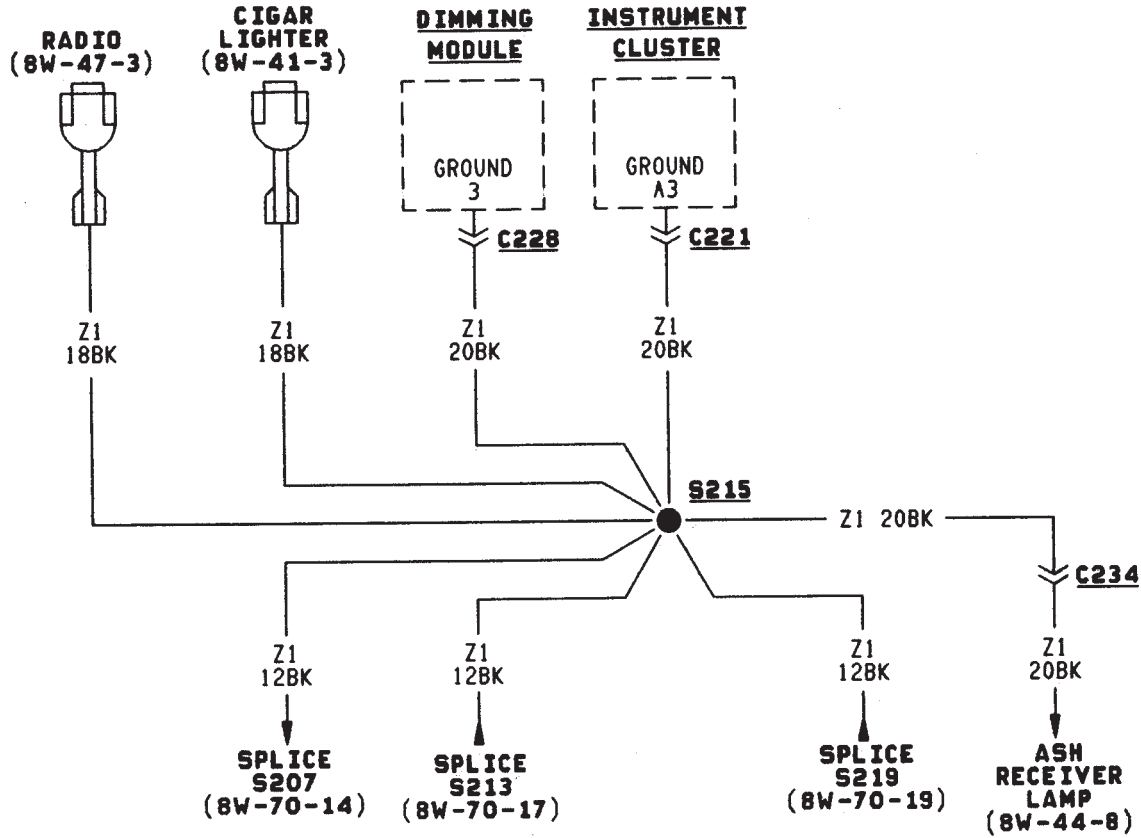 RADIO
(8W-47-3)
CIGAR
LIGHTER
(8W-41-3)
DIMMING
MODULE
INSTRUMENT
CLUSTER
GROUND
3
GROUND
A3
C228
C221
Z1
18BK
Z1
18BK
Z1
20BK
Z1
20BK
S215
Z1 20BK
C234
Z1
12BK
Z1
12BK
Z1
12BK
Z1
20BK
SPLICE
S207
(8W-70-14)
SPLICE
S213
(8W-70-17)
SPLICE
S219
(8W-70-19)
ASH
RECEIVER
LAMP
(8W-44-8)